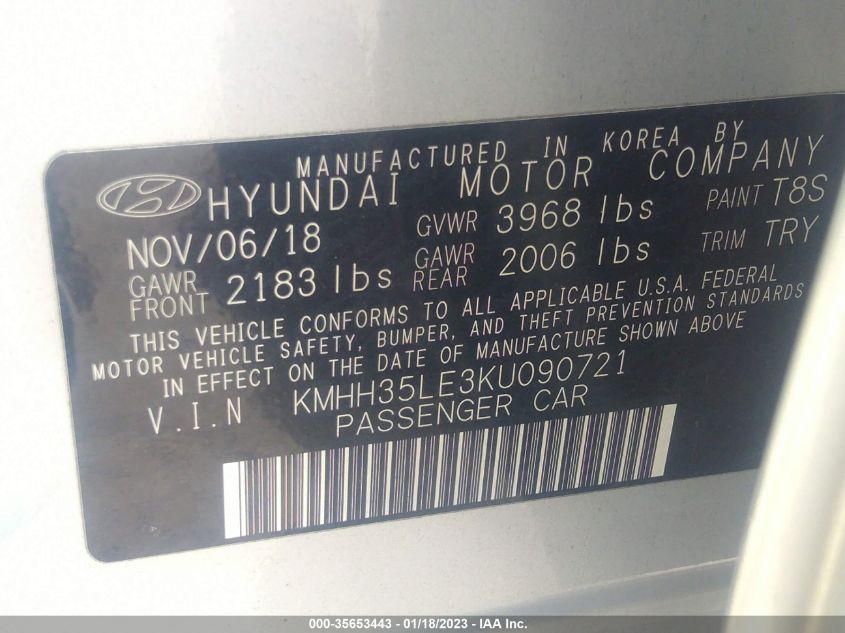 MANUFACTURED IN KOREA BY
HYUNDAI MOTOR COMPANY
NOV/06/18 GVWR 3968 lbs PAINT T8S
GAWR FRONT 2183 lbs GAWR REAR 2006 lbs TRIM TRY
THIS VEHICLE CONFORMS TO ALL APPLICABLE U.S.A. FEDERAL
MOTOR VEHICLE SAFETY, BUMPER, AND THEFT PREVENTION STANDARDS
IN EFFECT ON THE DATE OF MANUFACTURE SHOWN ABOVE
V.I.N KMHH35LE3KU090721
PASSENGER CAR
000-35653443 - 01/18/2023 - IAA Inc.